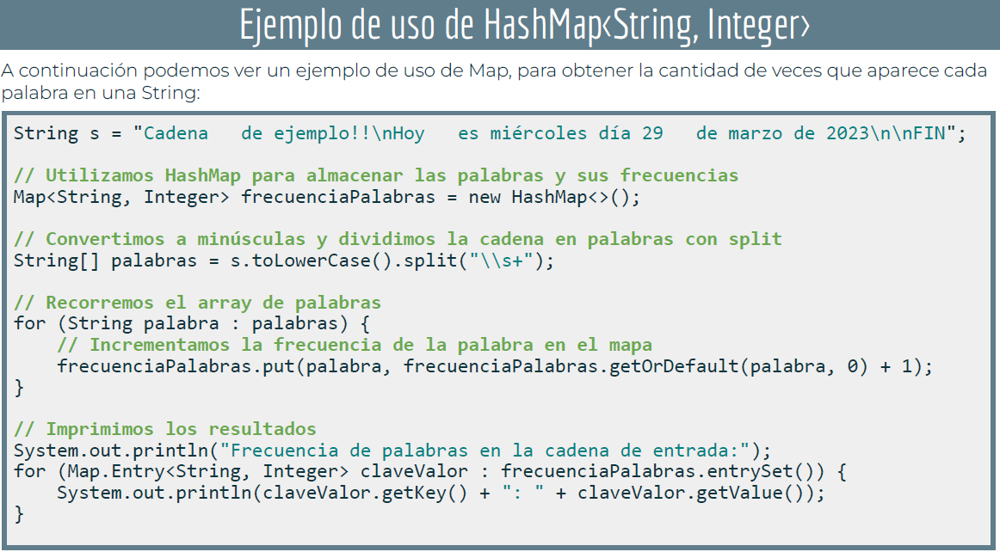 Ejemplo de uso de HashMap<String, Integer>
A continuación podemos ver un ejemplo de uso de Map, para obtener la cantidad de veces que aparece cada
palabra en una String:
String s = "Cadena   de ejemplo!!\nHoy   es miércoles día 29   de marzo de 2023\n\nFIN";
// Utilizamos HashMap para almacenar las palabras y sus frecuencias
Map<String, Integer> frecuenciaPalabras = new HashMap<>();
// Convertimos a minúsculas y dividimos la cadena en palabras con split
String[] palabras = s.toLowerCase().split("\\s+");
// Recorremos el array de palabras
for (String palabra : palabras) {
    // Incrementamos la frecuencia de la palabra en el mapa
    frecuenciaPalabras.put(palabra, frecuenciaPalabras.getOrDefault(palabra, 0) + 1);
}
// Imprimimos los resultados
System.out.println("Frecuencia de palabras en la cadena de entrada:");
for (Map.Entry<String, Integer> claveValor : frecuenciaPalabras.entrySet()) {
    System.out.println(claveValor.getKey() + ": " + claveValor.getValue());
}